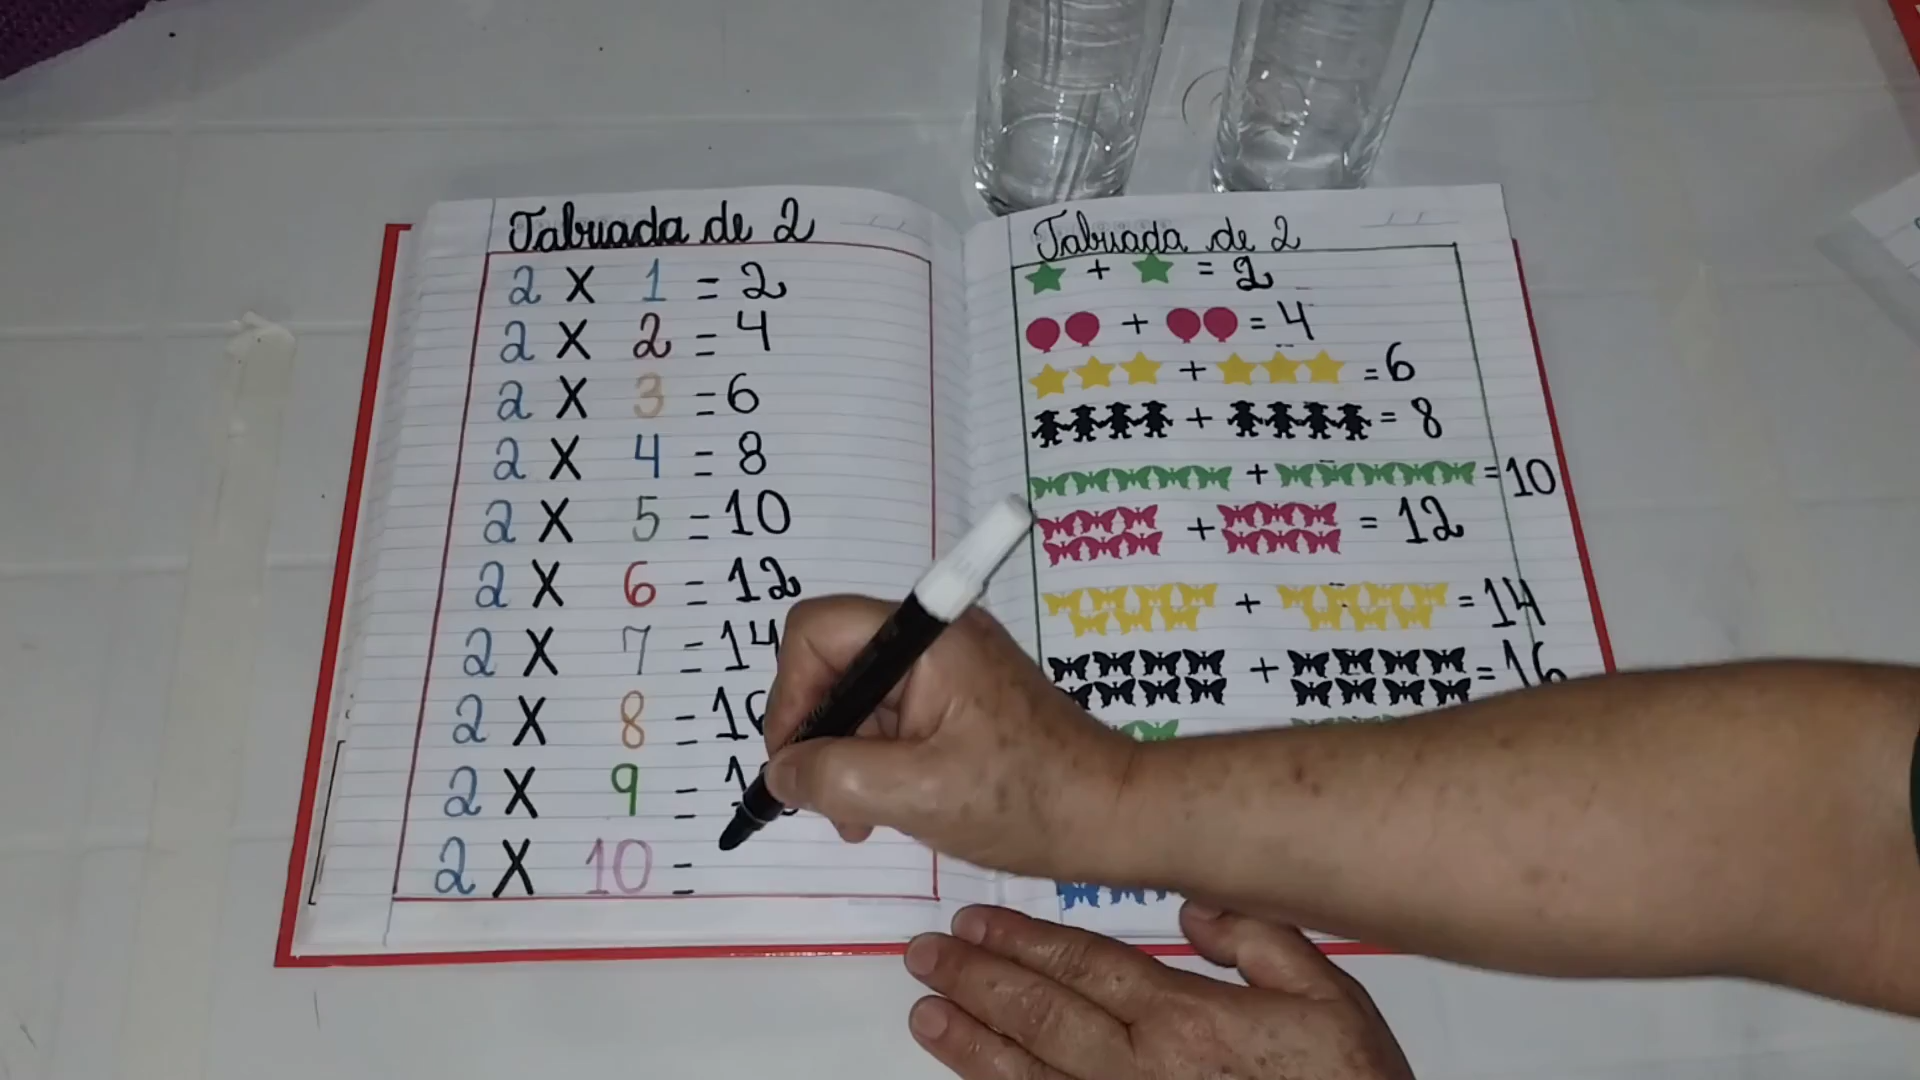 Tabuada de 2
2 X 1 = 2
2 X 2 = 4
2 X 3 = 6
2 X 4 = 8
2 X 5 = 10
2 X 6 = 12
2 X 7 = 14
2 X 8 = 16
2 X 9 =
2 X 10 =
Tabuada de 2
+ = 2
+ = 4
+ = 6
+ = 8
+ = 10
+ = 12
+ = 14
+ = 16